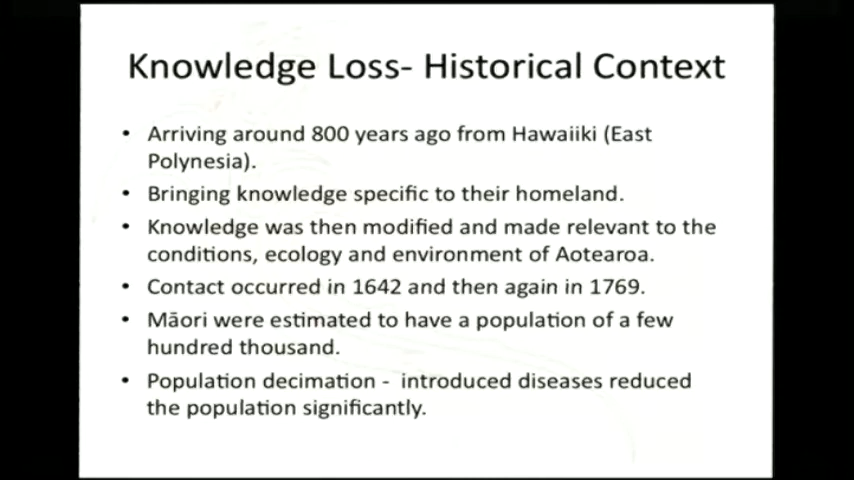 Knowledge Loss- Historical Context
• Arriving around 800 years ago from Hawaiiki (East
Polynesia).
• Bringing knowledge specific to their homeland.
• Knowledge was then modified and made relevant to the
conditions, ecology and environment of Aotearoa.
• Contact occurred in 1642 and then again in 1769.
• Māori were estimated to have a population of a few
hundred thousand.
• Population decimation - introduced diseases reduced
the population significantly.